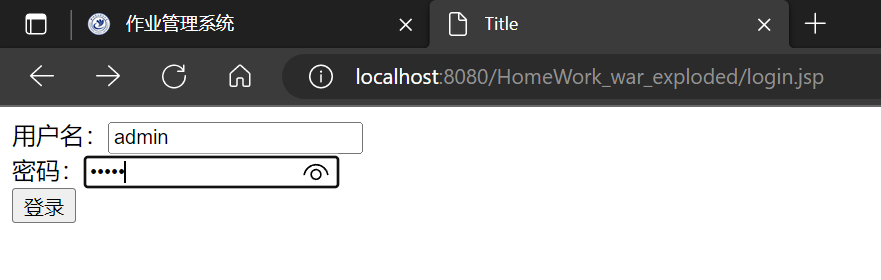 作业管理系统
Title
localhost:8080/HomeWork_war_exploded/login.jsp
用户名：admin
密码：•••••
登录